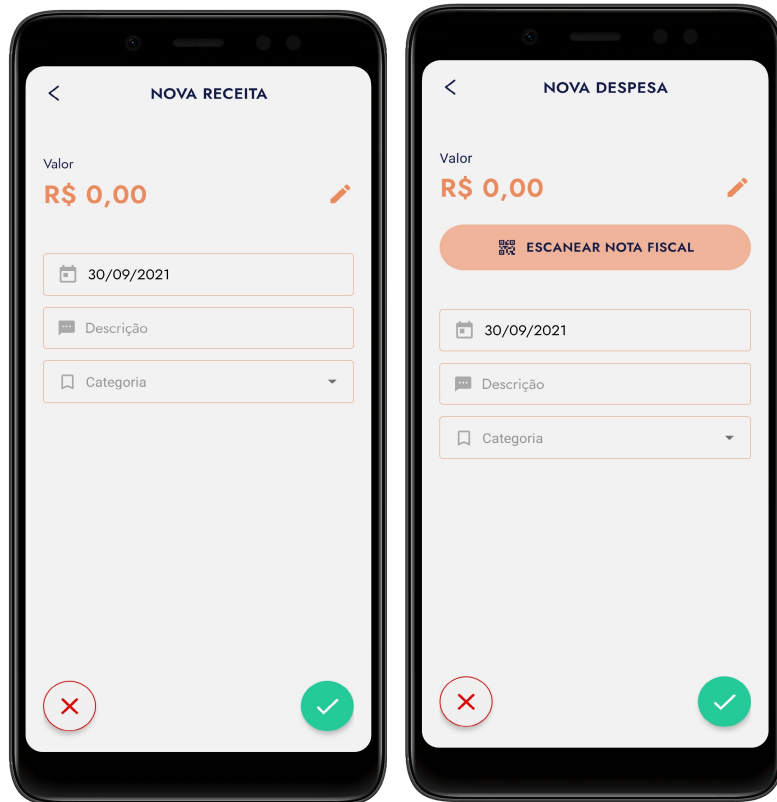 NOVA RECEITA
Valor
R$ 0,00
30/09/2021
Descrição
Categoria
NOVA DESPESA
Valor
R$ 0,00
ESCANEAR NOTA FISCAL
30/09/2021
Descrição
Categoria